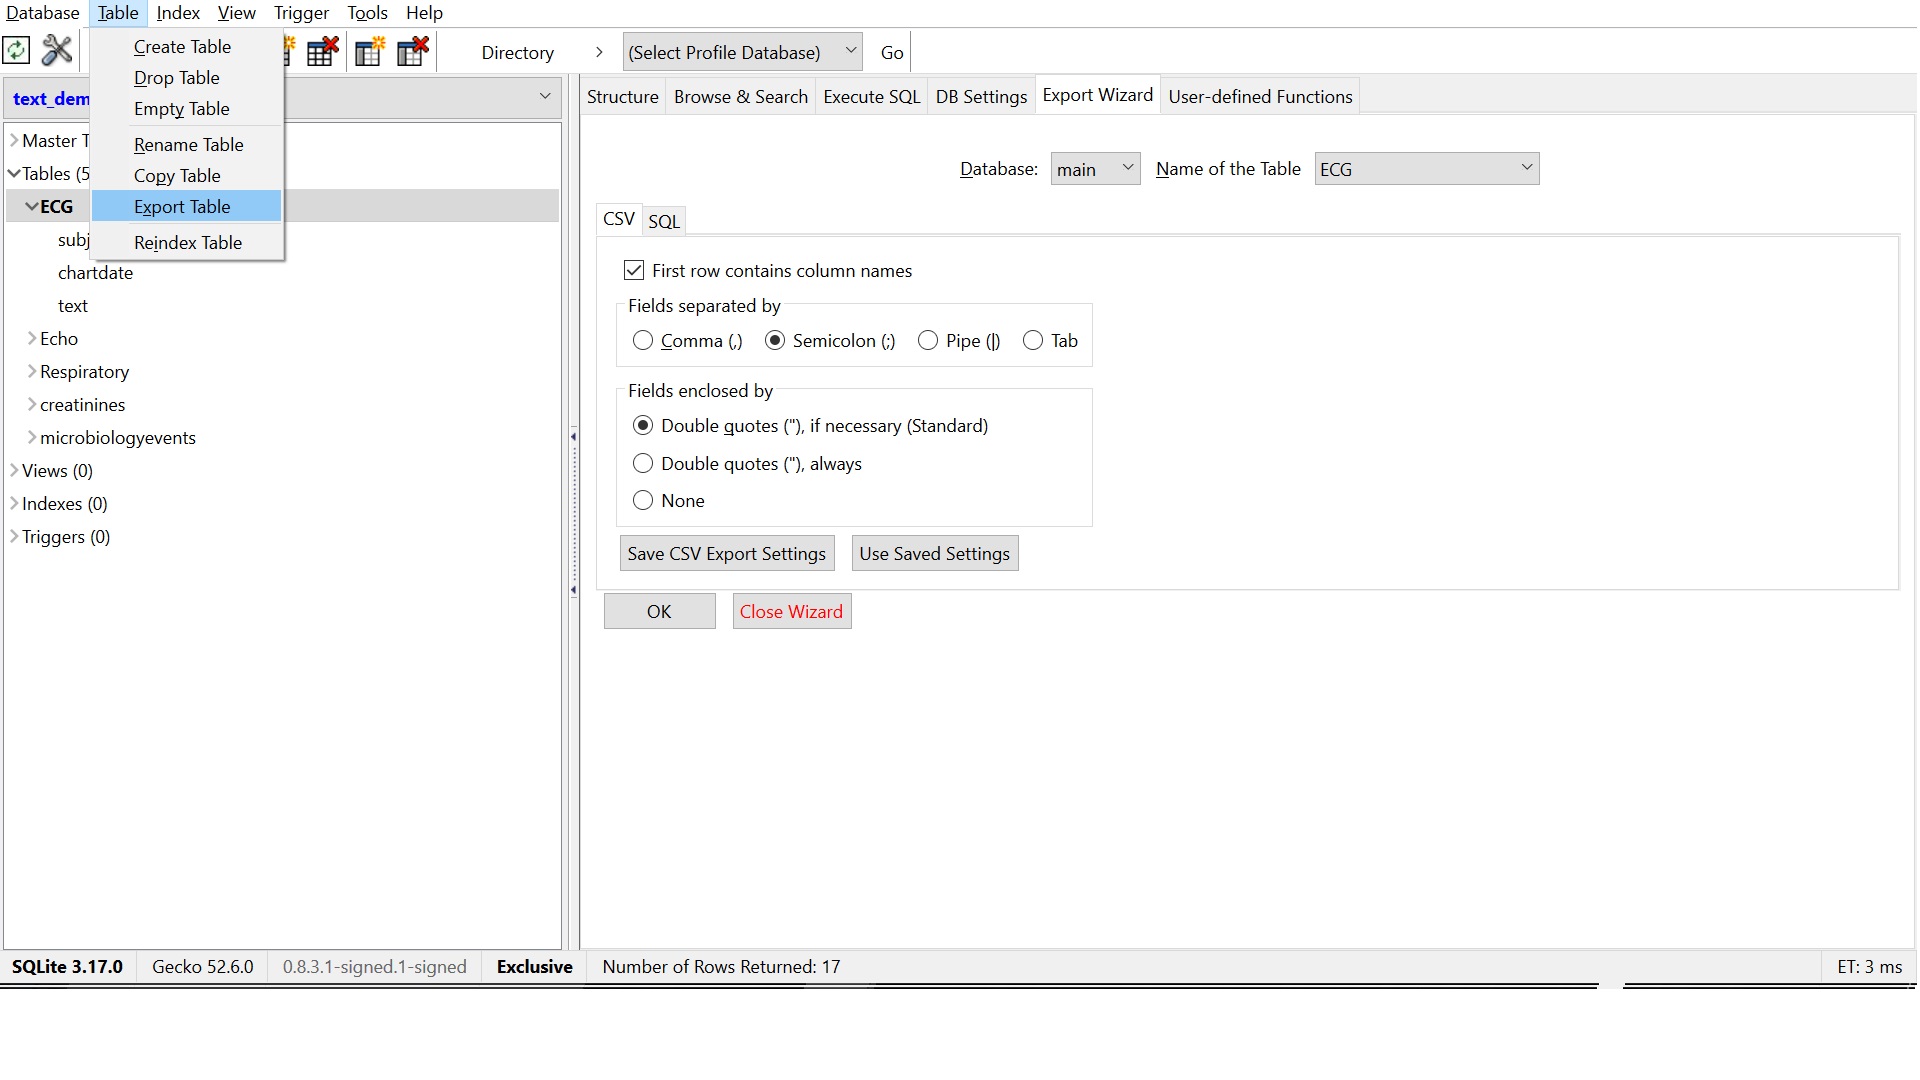 Database Table Index View Trigger Tools Help
Directory > (Select Profile Database) Go
Create Table
Drop Table
Empty Table
Rename Table
Copy Table
Export Table
Reindex Table
Master
Tables (5
ECG
chartdate
text
Echo
Respiratory
creatinines
microbiologyevents
Views (0)
Indexes (0)
Triggers (0)
Structure Browse & Search Execute SQL DB Settings Export Wizard User-defined Functions
Database: main Name of the Table ECG
CSV SQL
First row contains column names
Fields separated by
Comma (,) Semicolon (;) Pipe (|) Tab
Fields enclosed by
Double quotes ("), if necessary (Standard)
Double quotes ("), always
None
Save CSV Export Settings Use Saved Settings
OK Close Wizard
SQLite 3.17.0 Gecko 52.6.0 0.8.3.1-signed.1-signed Exclusive Number of Rows Returned: 17 ET: 3 ms